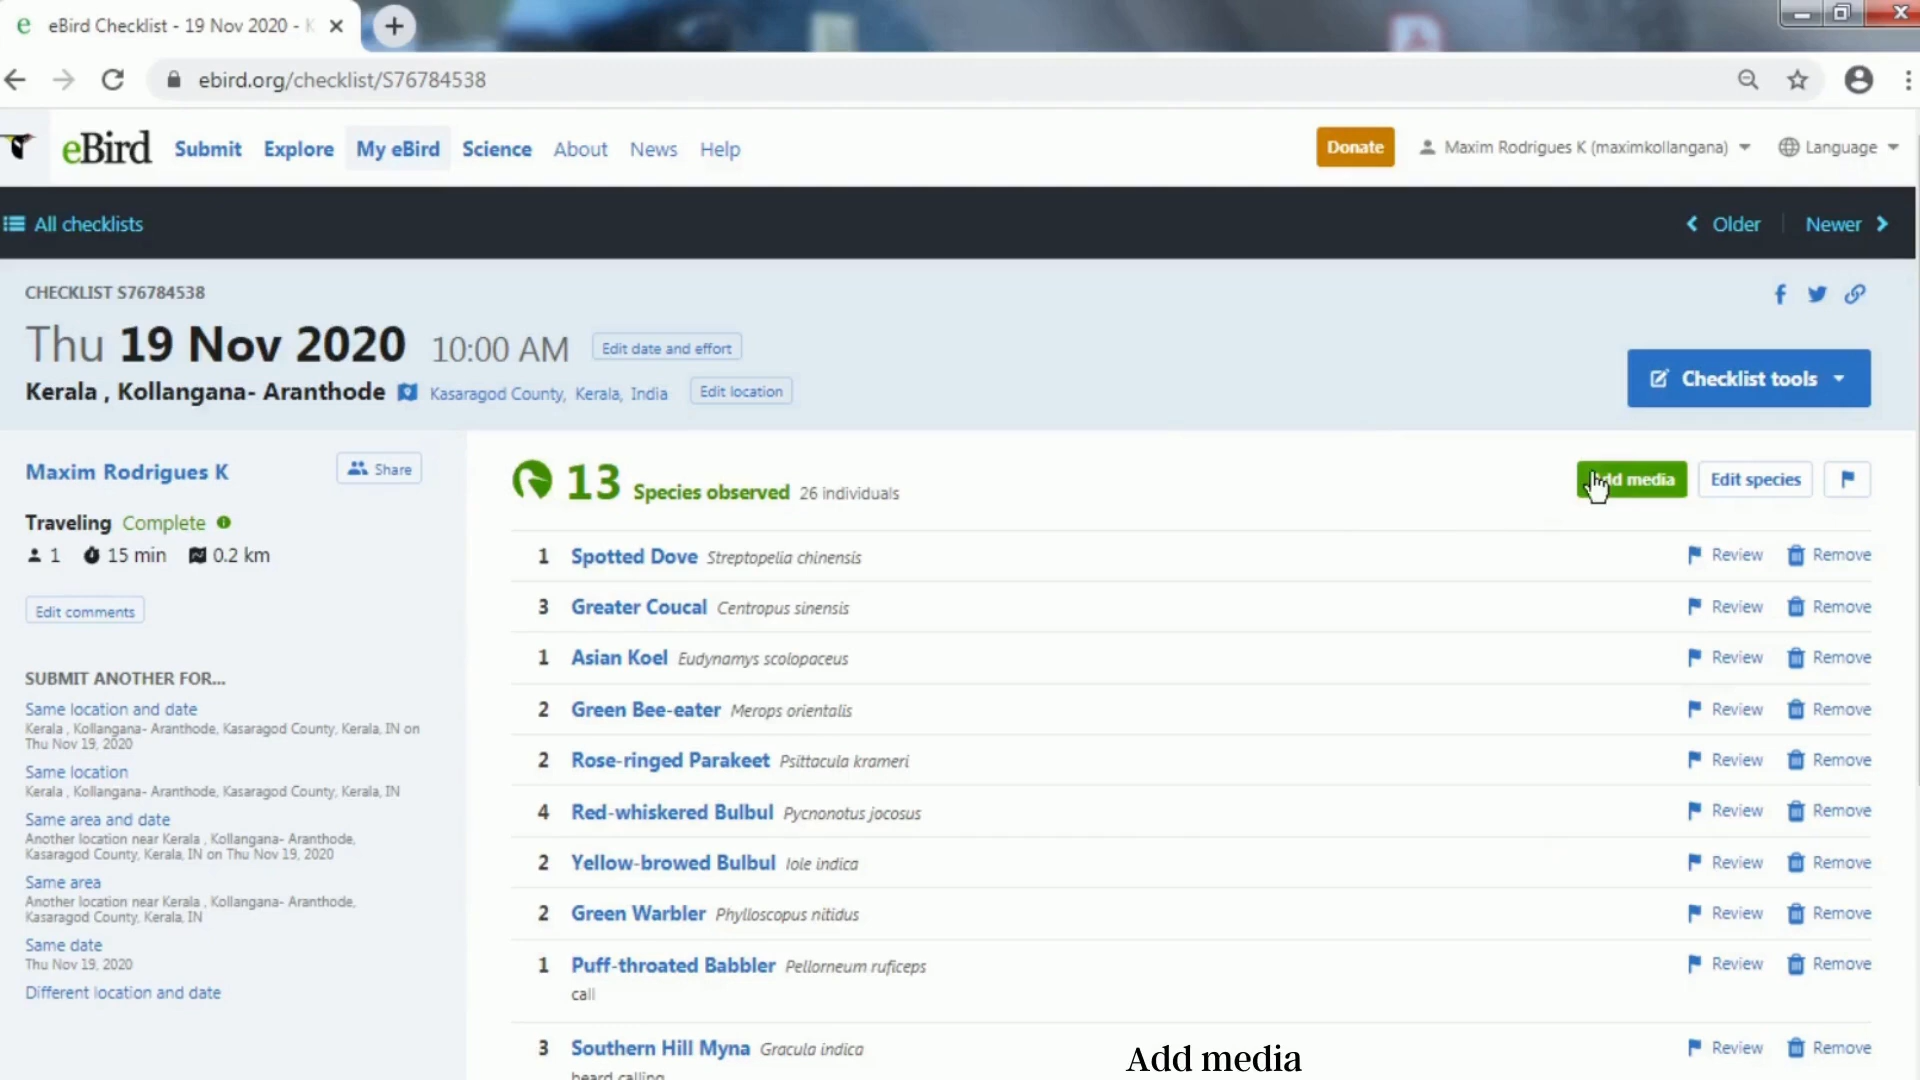 eBird Checklist - 19 Nov 2020 -
ebird.org/checklist/S76784538
eBird Submit Explore My eBird Science About News Help
Donate Maxim Rodrigues K (maximkollangana) Language
All checklists
Older Newer
CHECKLIST S76784538
Thu 19 Nov 2020 10:00 AM Edit date and effort
Kerala , Kollangana- Aranthode Kasaragod County, Kerala, India Edit location
Checklist tools
Maxim Rodrigues K Share
Traveling Complete
1 15 min 0.2 km
Edit comments
SUBMIT ANOTHER FOR...
Same location and date
Kerala , Kollangana- Aranthode, Kasaragod County, Kerala, IN on
Thu Nov 19, 2020
Same location
Kerala , Kollangana- Aranthode, Kasaragod County, Kerala, IN
Same area and date
Another location near Kerala , Kollangana- Aranthode,
Kasaragod County, Kerala, IN on Thu Nov 19, 2020
Same area
Another location near Kerala , Kollangana- Aranthode,
Kasaragod County, Kerala, IN
Same date
Thu Nov 19, 2020
Different location and date
13 Species observed 26 individuals
media Edit species
1 Spotted Dove Streptopelia chinensis Review Remove
3 Greater Coucal Centropus sinensis Review Remove
1 Asian Koel Eudynamys scolopaceus Review Remove
2 Green Bee-eater Merops orientalis Review Remove
2 Rose-ringed Parakeet Psittacula krameri Review Remove
4 Red-whiskered Bulbul Pycnonotus jocosus Review Remove
2 Yellow-browed Bulbul Iole indica Review Remove
2 Green Warbler Phylloscopus nitidus Review Remove
1 Puff-throated Babbler Pellorneum ruficeps Review Remove
call
3 Southern Hill Myna Gracula indica Review Remove
heard calling
Add media